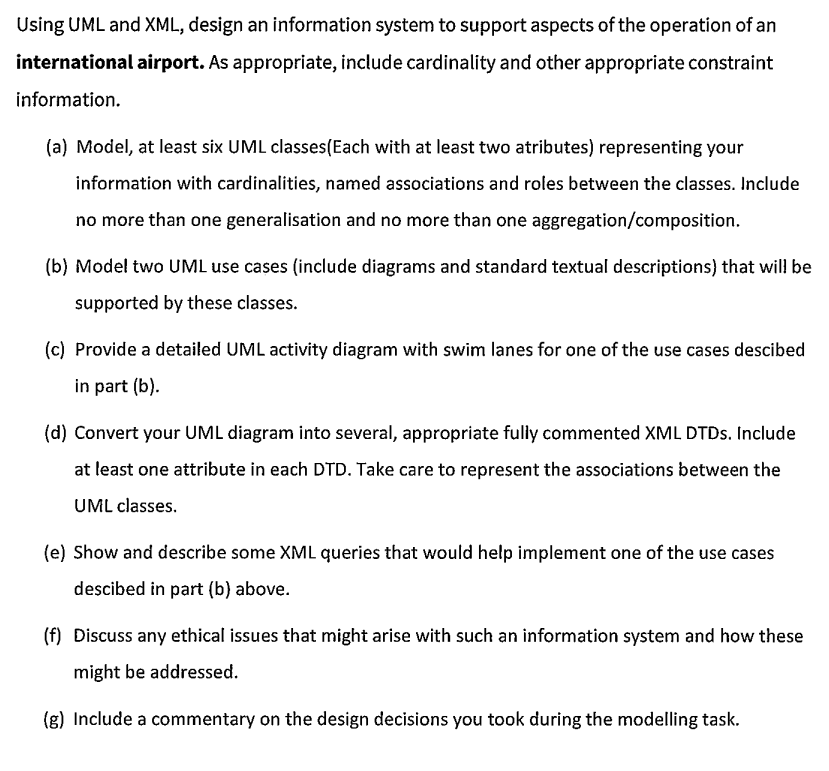 Using UML and XML, design an information system to support aspects of the operation of an
international airport. As appropriate, include cardinality and other appropriate constraint
information.
(a) Model, at least six UML classes(Each with at least two atributes) representing your
information with cardinalities, named associations and roles between the classes. Include
no more than one generalisation and no more than one aggregation/composition.
(b) Model two UML use cases (include diagrams and standard textual descriptions) that will be
supported by these classes.
(c) Provide a detailed UML activity diagram with swim lanes for one of the use cases descibed
in part (b).
(d) Convert your UML diagram into several, appropriate fully commented XML DTDs. Include
at least one attribute in each DTD. Take care to represent the associations between the
UML classes.
(e) Show and describe some XML queries that would help implement one of the use cases
descibed in part (b) above.
(f) Discuss any ethical issues that might arise with such an information system and how these
might be addressed.
(g) Include a commentary on the design decisions you took during the modelling task.